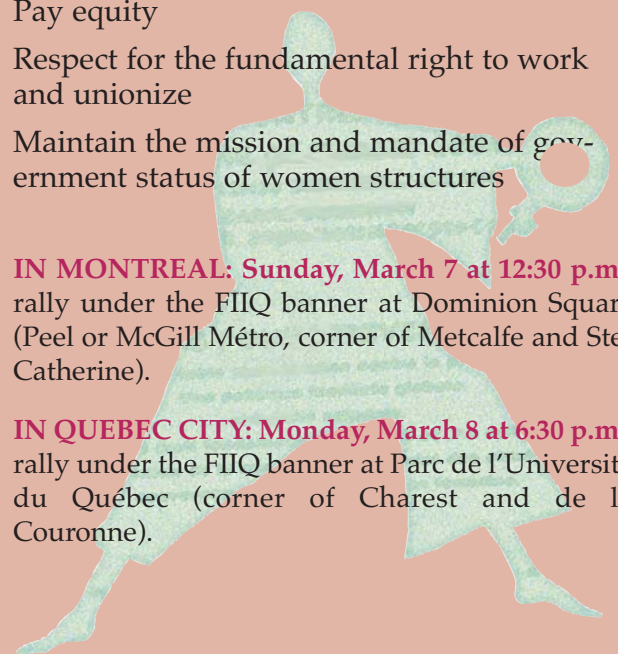 Pay equity
Respect for the fundamental right to work
and unionize
Maintain the mission and mandate of gov-
ernment status of women structures
IN MONTREAL: Sunday, March 7 at 12:30 p.m
rally under the FIIQ banner at Dominion Squar
(Peel or McGill Métro, corner of Metcalfe and Ste
Catherine).
IN QUEBEC CITY: Monday, March 8 at 6:30 p.m
rally under the FIIQ banner at Parc de l’Universit
du Québec (corner of Charest and de l
Couronne).